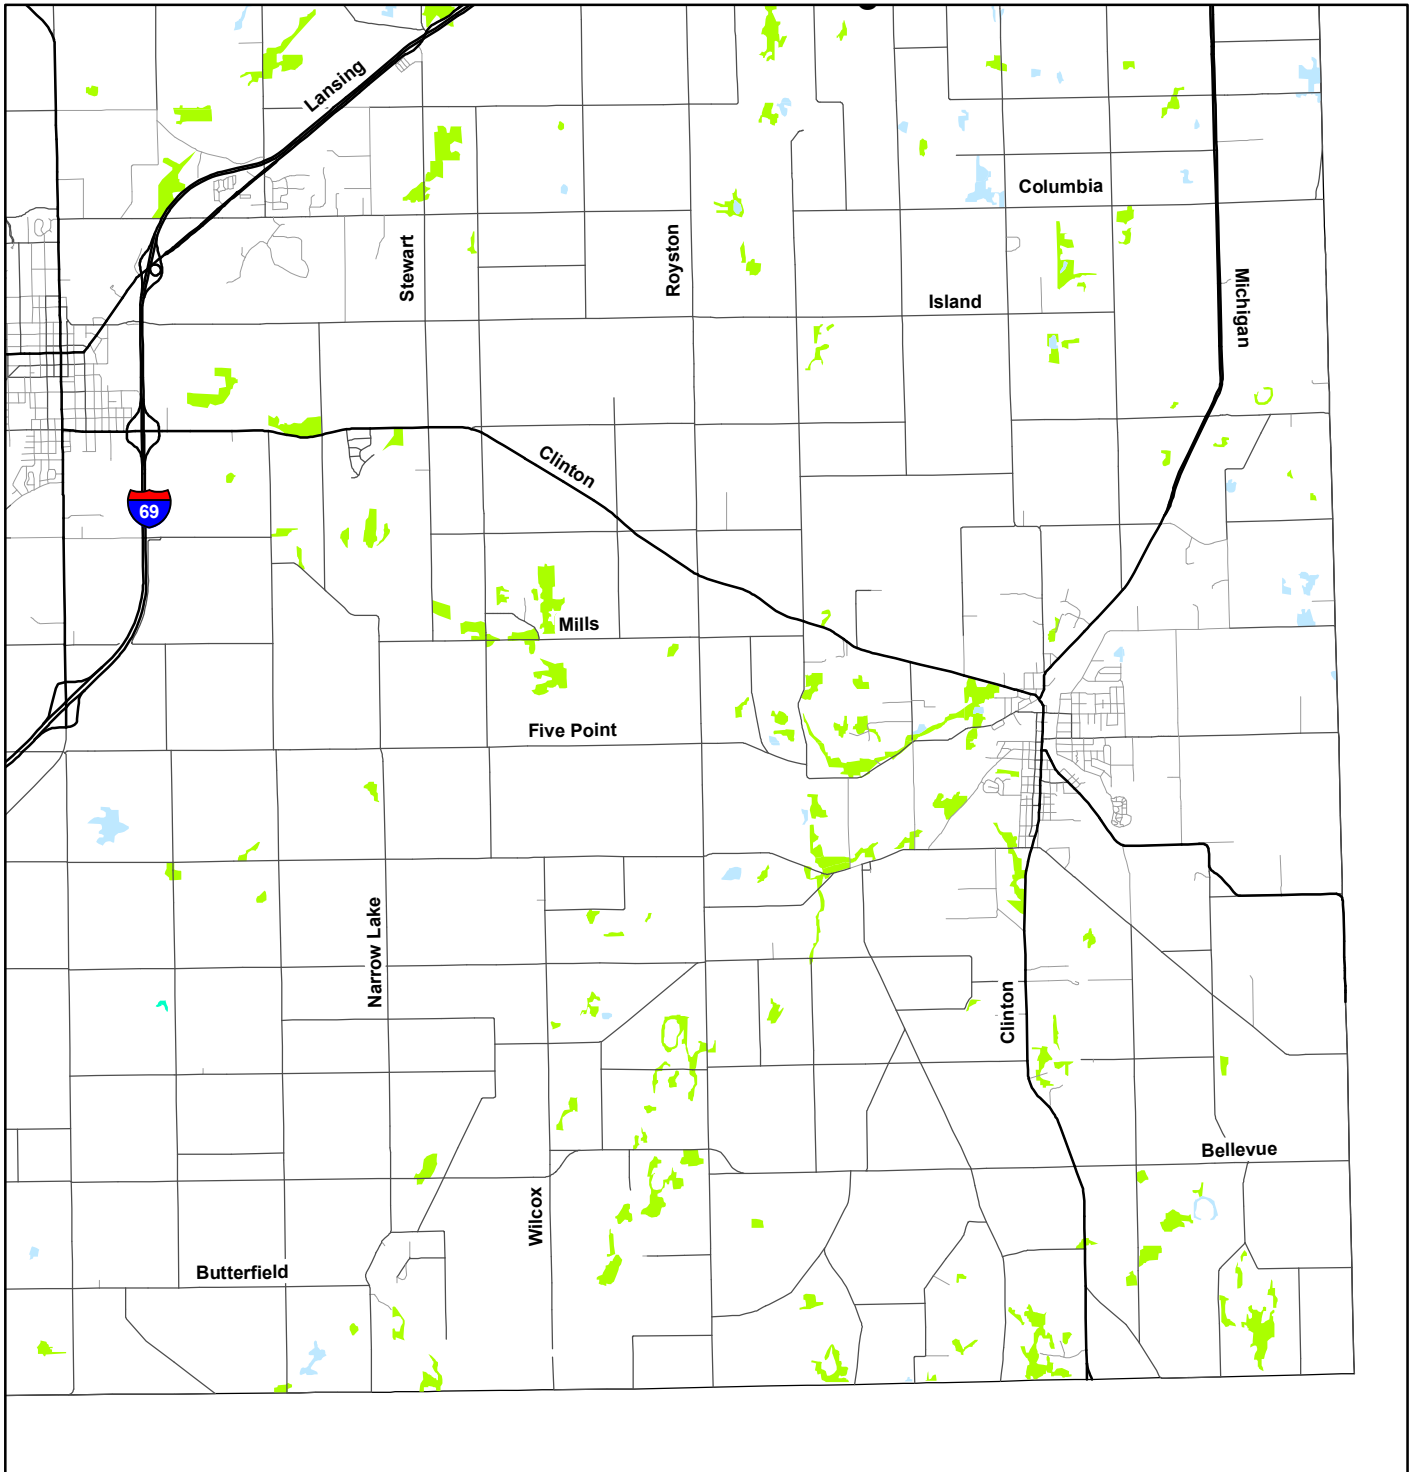 Lansing
Columbia
Stewart
Royston
Island
Michigan
Clinton
69
Mills
Five Point
Narrow Lake
Clinton
Bellevue
Wilcox
Butterfield